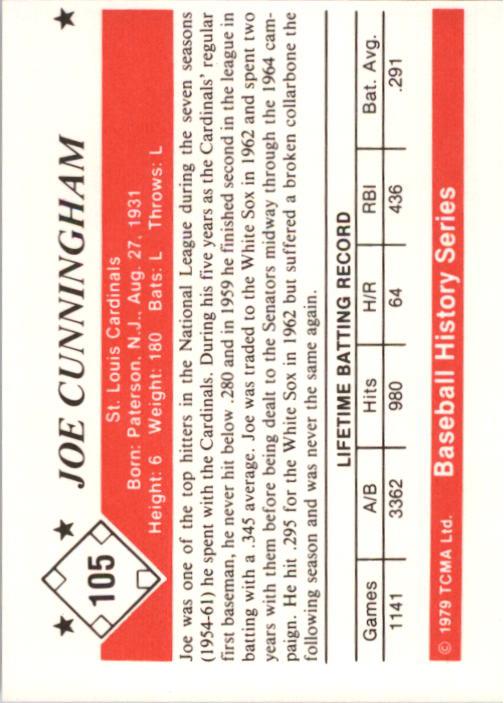 105
JOE CUNNINGHAM
St. Louis Cardinals
Born: Paterson, N.J., Aug. 27, 1931
Height: 6 Weight: 180 Bats: L Throws: L
Joe was one of the top hitters in the National League during the seven seasons
(1954-61) he spent with the Cardinals. During his five years as the Cardinals' regular
first baseman, he never hit below .280 and in 1959 he finished second in the league in
batting with a .345 average. Joe was traded to the White Sox in 1962 and spent two
years with them before being dealt to the Senators midway through the 1964 cam-
paign. He hit .295 for the White Sox in 1962 but suffered a broken collarbone the
following season and was never the same again.
LIFETIME BATTING RECORD
Games A/B Hits H/R RBI Bat. Avg.
1141 3362 980 64 436 .291
© 1979 TCMA Ltd. Baseball History Series